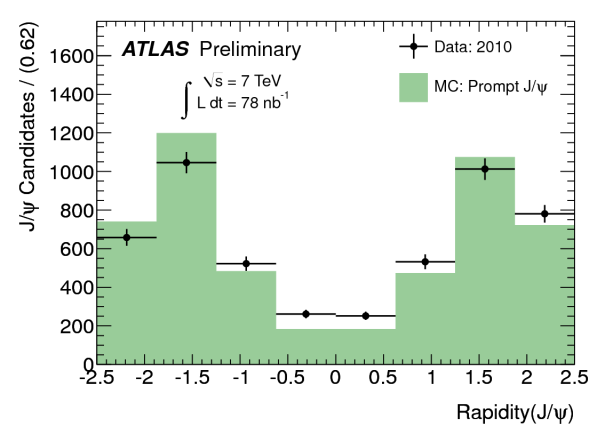 J/ψ Candidates / (0.62)
ATLAS Preliminary
√s = 7 TeV
∫ L dt = 78 nb⁻¹
Data: 2010
MC: Prompt J/ψ
1600
1400
1200
1000
800
600
400
200
0
-2.5 -2 -1.5 -1 -0.5 0 0.5 1 1.5 2 2.5
Rapidity(J/ψ)